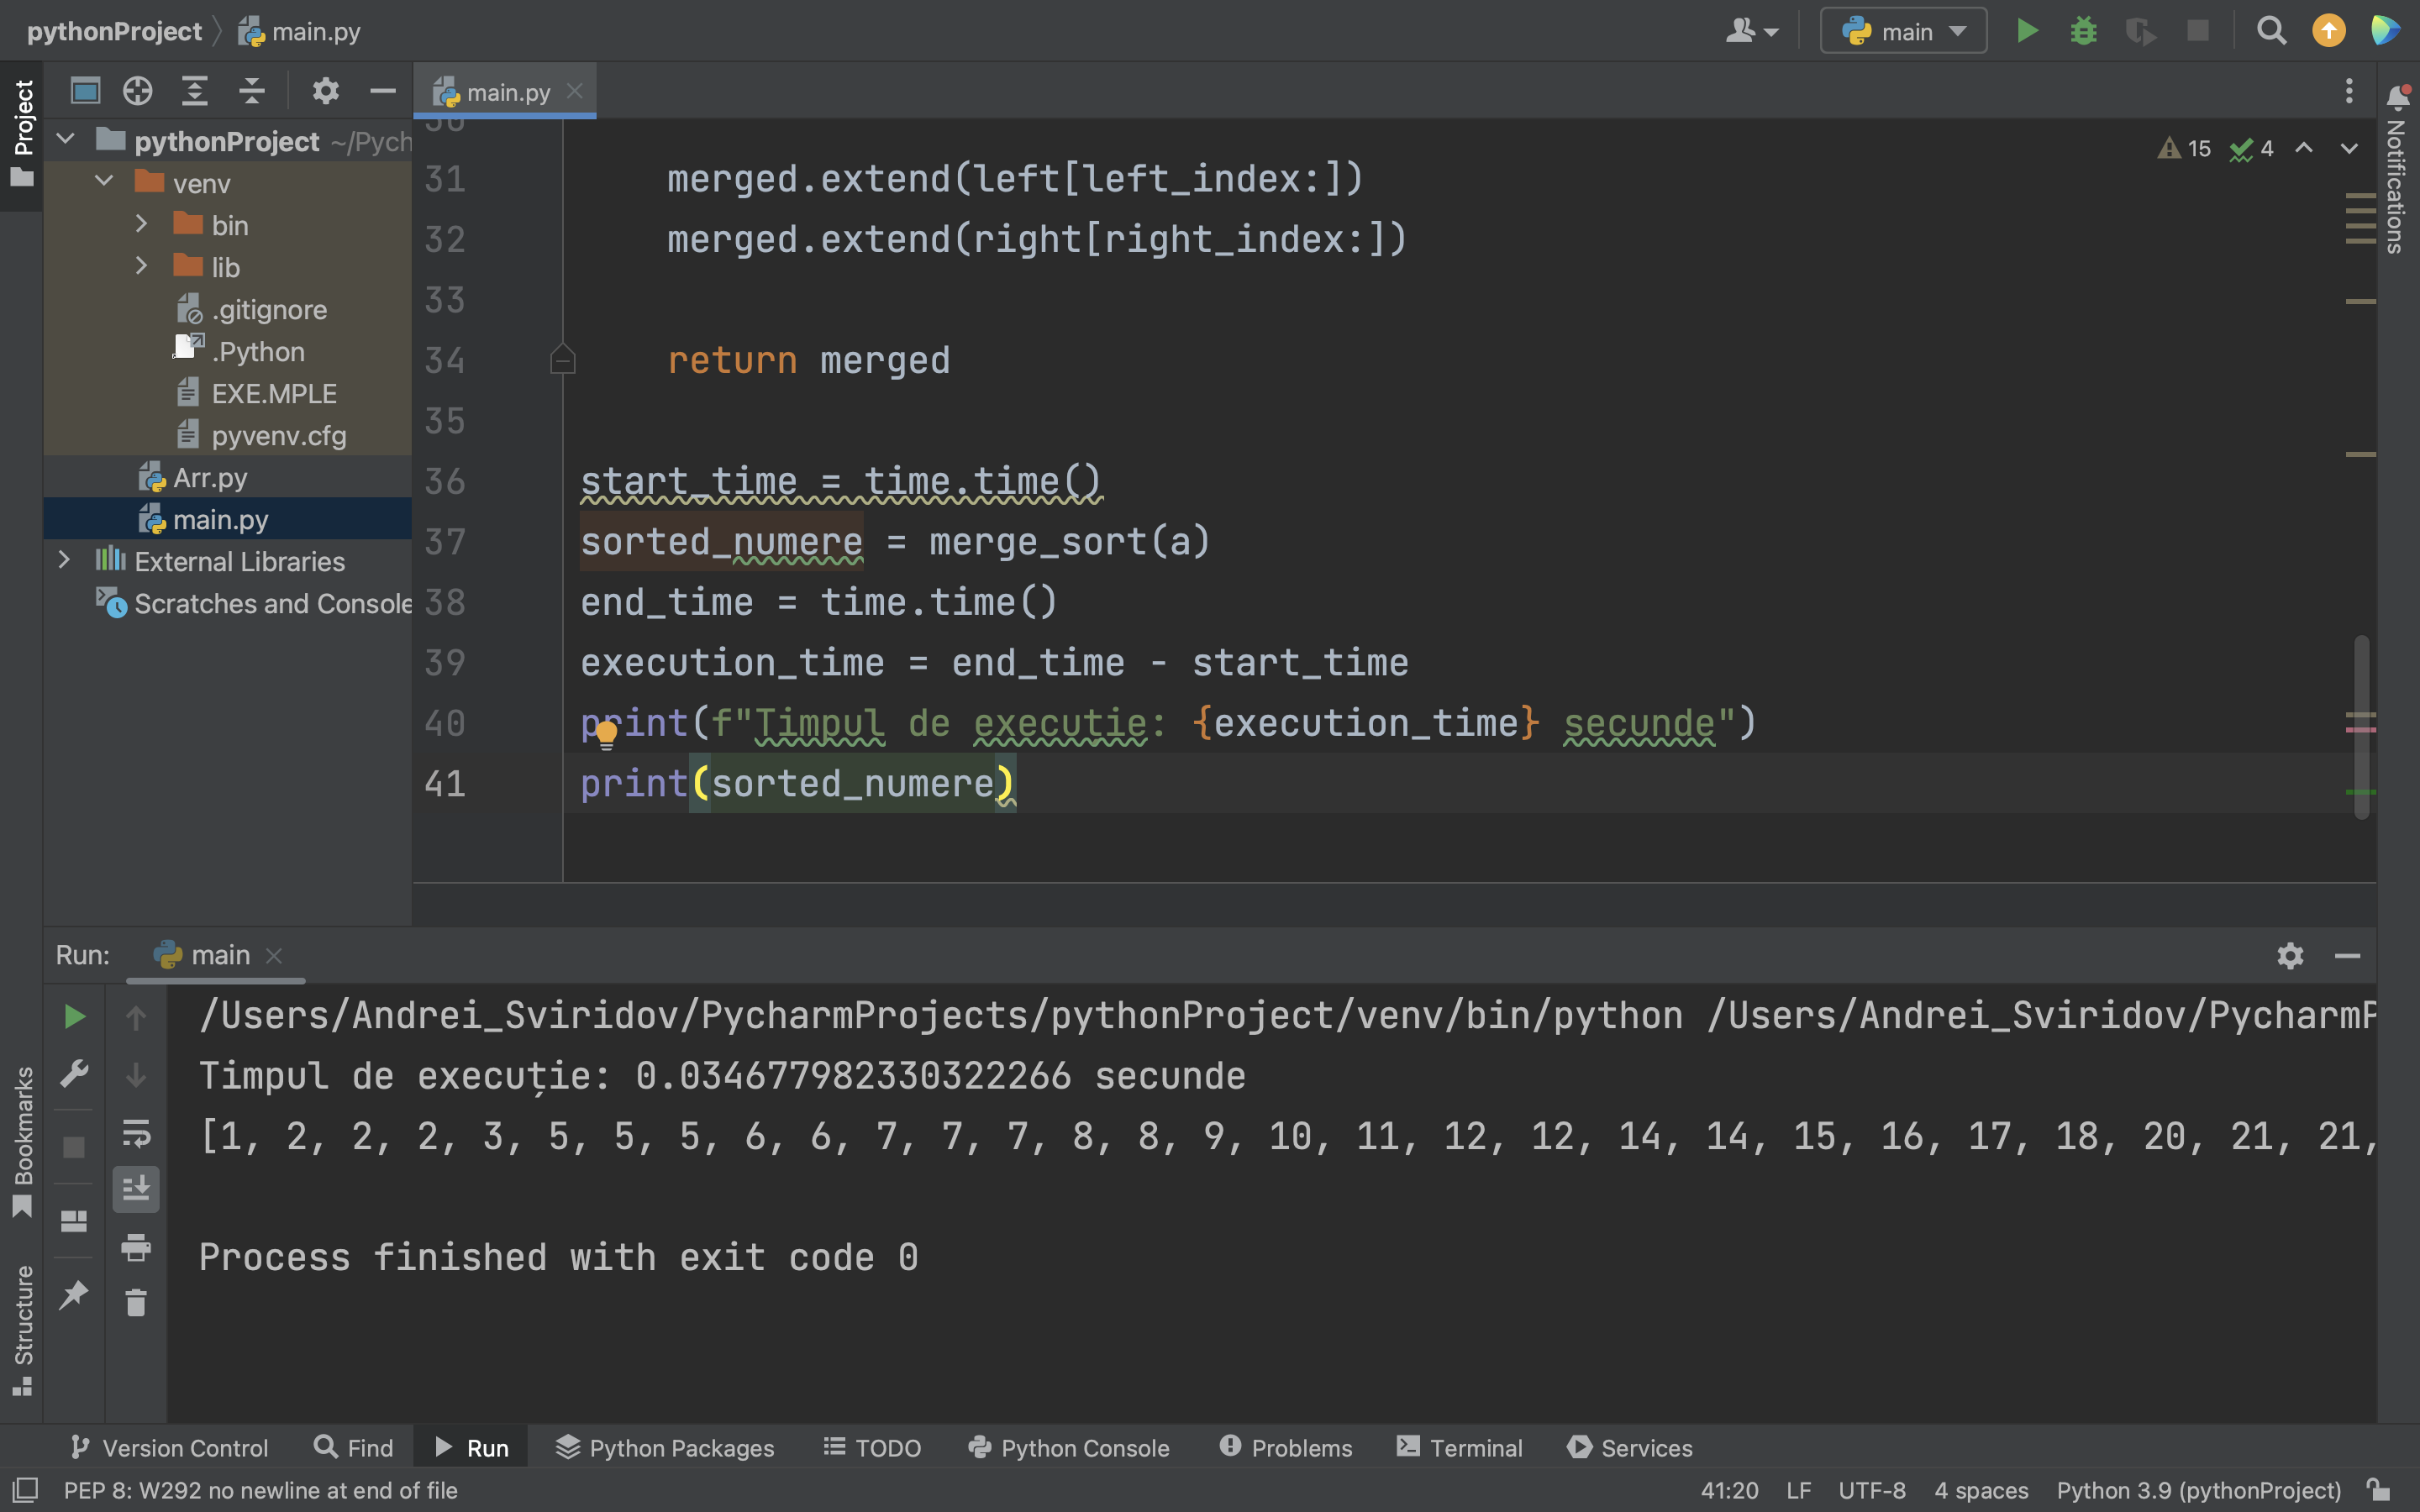 pythonProject main.py
main
Project
main.py
pythonProject ~/Pych
venv
bin
lib
.gitignore
.Python
EXE.MPLE
pyvenv.cfg
Arr.py
main.py
External Libraries
Scratches and Console
15 4
Notifications
31 merged.extend(left[left_index:])
32 merged.extend(right[right_index:])
33
34 return merged
35
36 start_time = time.time()
37 sorted_numere = merge_sort(a)
38 end_time = time.time()
39 execution_time = end_time - start_time
40 print(f"Timpul de execuție: {execution_time} secunde")
41 print(sorted_numere)
Run: main
/Users/Andrei_Sviridov/PycharmProjects/pythonProject/venv/bin/python /Users/Andrei_Sviridov/PycharmP
Timpul de execuție: 0.034677982330322266 secunde
[1, 2, 2, 2, 3, 5, 5, 5, 6, 6, 7, 7, 7, 8, 8, 9, 10, 11, 12, 12, 14, 14, 15, 16, 17, 18, 20, 21, 21,
Process finished with exit code 0
Bookmarks
Structure
Version Control Find Run Python Packages TODO Python Console Problems Terminal Services
PEP 8: W292 no newline at end of file 41:20 LF UTF-8 4 spaces Python 3.9 (pythonProject)